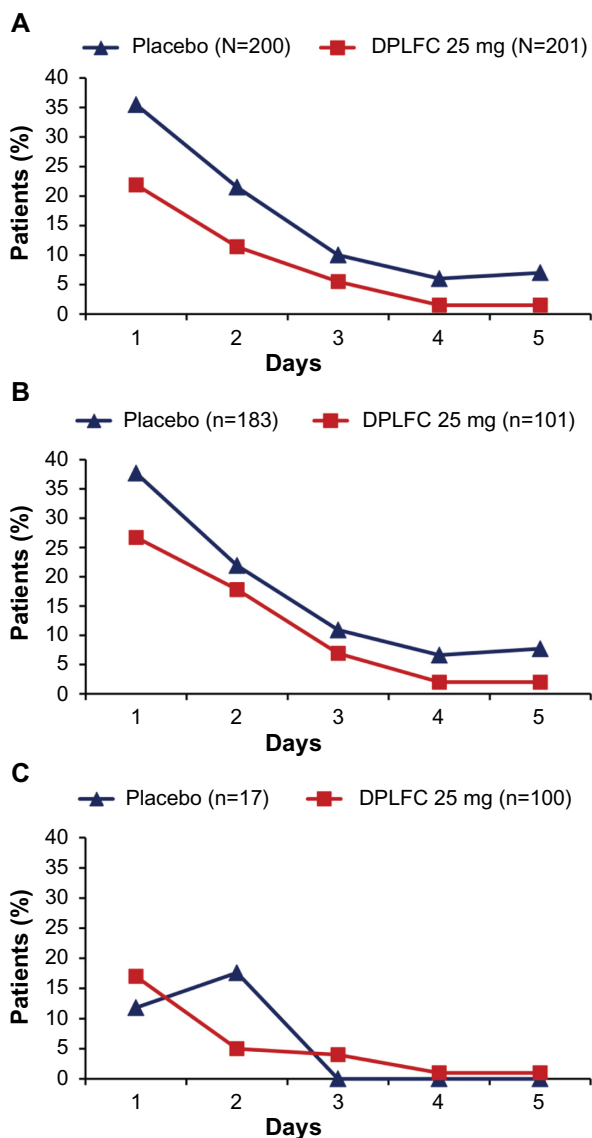 A
Placebo (N=200) DPLFC 25 mg (N=201)
Patients (%)
40
35
30
25
20
15
10
5
0
1 2 3 4 5
Days
B
Placebo (n=183) DPLFC 25 mg (n=101)
Patients (%)
40
35
30
25
20
15
10
5
0
1 2 3 4 5
Days
C
Placebo (n=17) DPLFC 25 mg (n=100)
Patients (%)
40
35
30
25
20
15
10
5
0
1 2 3 4 5
Days